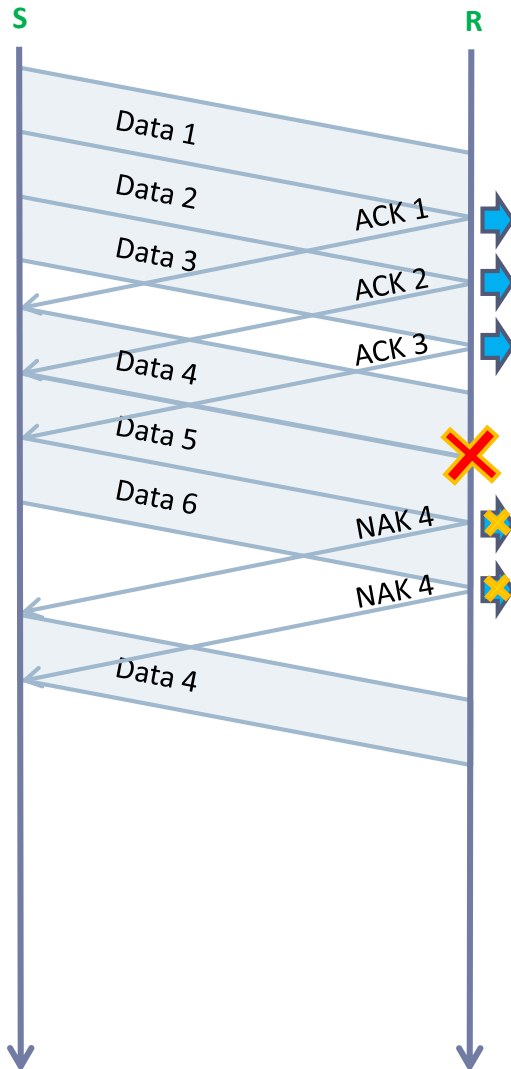 S
R
Data 1
Data 2
ACK 1
Data 3
ACK 2
ACK 3
Data 4
Data 5
Data 6
NAK 4
NAK 4
Data 4